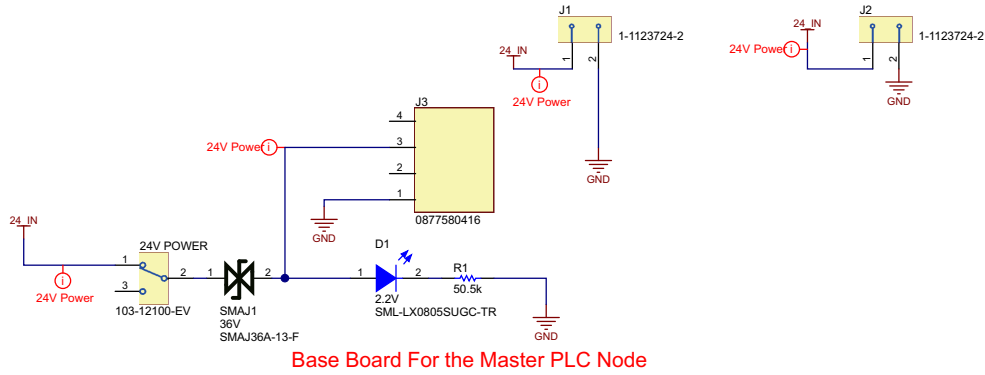 J1
24_IN
1-1123724-2
1
2
24V Power
GND
J2
24_IN
24V Power
1-1123724-2
1
2
GND
J3
4
3
2
1
24V Power
GND
0877580416
24_IN
24V Power
24V POWER
1
2
3
103-12100-EV
1
2
SMAJ1
36V
SMAJ36A-13-F
D1
1
2
2.2V
SML-LX0805SUGC-TR
R1
50.5k
GND
Base Board For the Master PLC Node